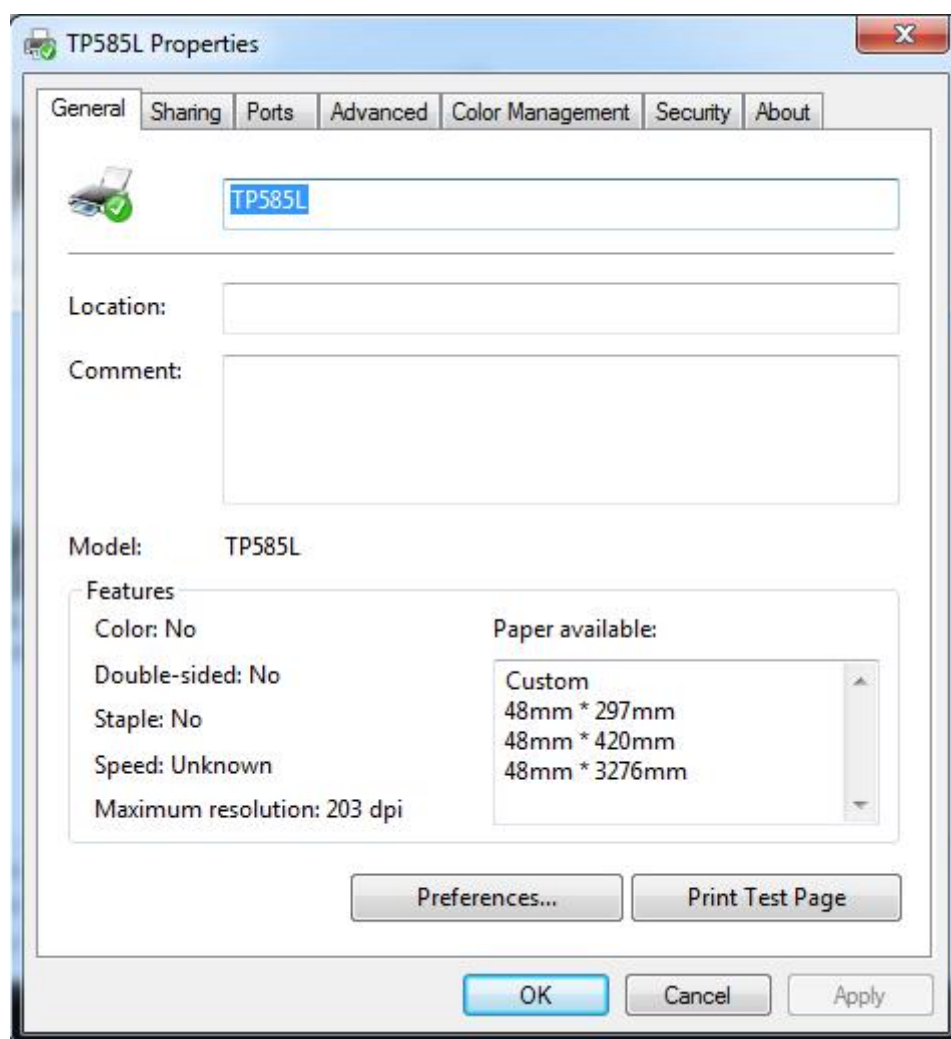 TP585L Properties
General Sharing Ports Advanced Color Management Security About
TP585L
Location:
Comment:
Model: TP585L
Features
Color: No
Double-sided: No
Staple: No
Speed: Unknown
Maximum resolution: 203 dpi
Paper available:
Custom
48mm * 297mm
48mm * 420mm
48mm * 3276mm
Preferences... Print Test Page
OK Cancel Apply